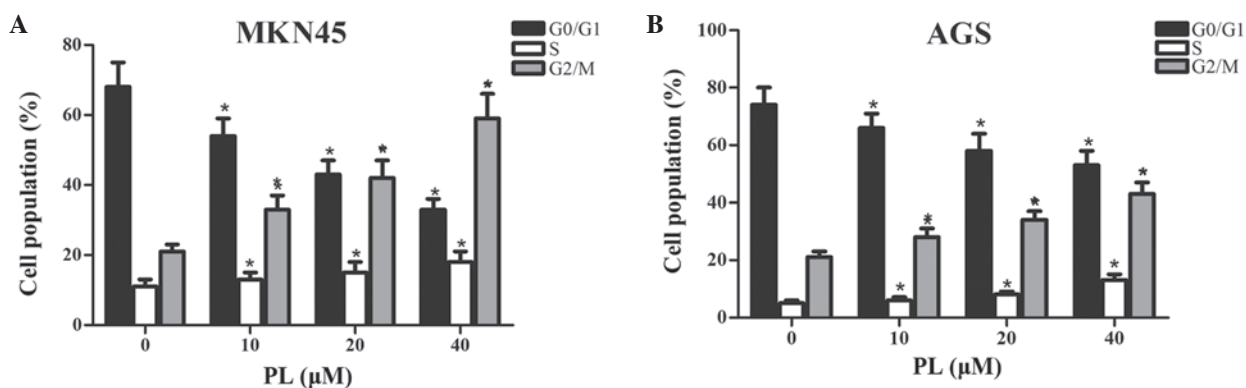 A
MKN45
G0/G1
S
G2/M
Cell population (%)
80
60
40
20
0
* * * * * * * * *
0 10 20 40
PL (μM)
B
AGS
G0/G1
S
G2/M
Cell population (%)
100
80
60
40
20
0
* * * * * * * * *
0 10 20 40
PL (μM)